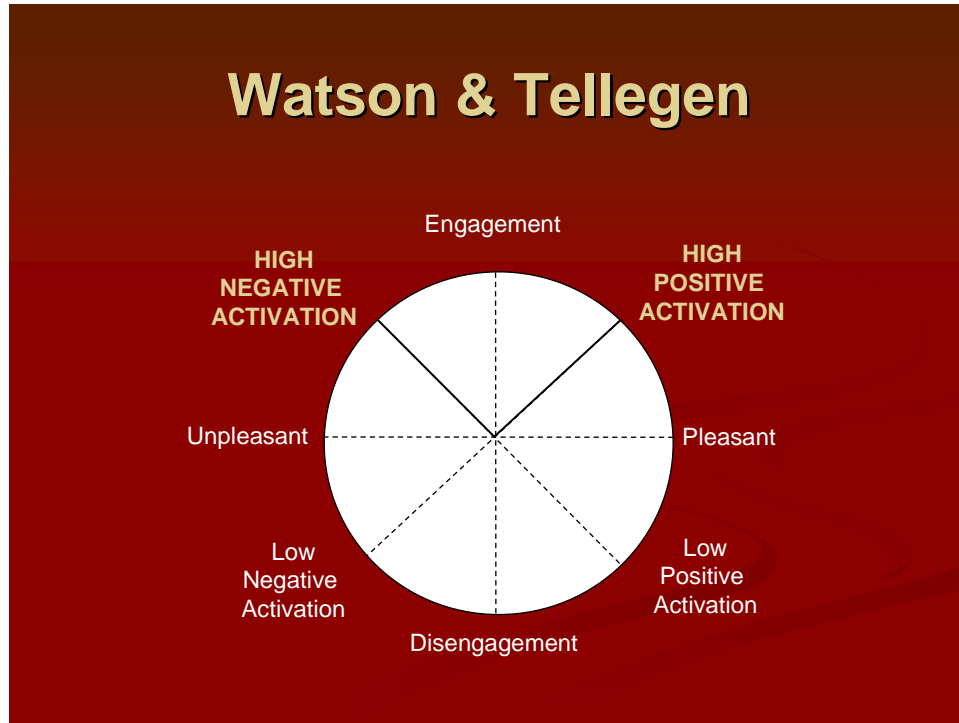 Watson & Tellegen
Engagement
HIGH
NEGATIVE
ACTIVATION
HIGH
POSITIVE
ACTIVATION
Unpleasant
Pleasant
Low
Negative
Activation
Low
Positive
Activation
Disengagement